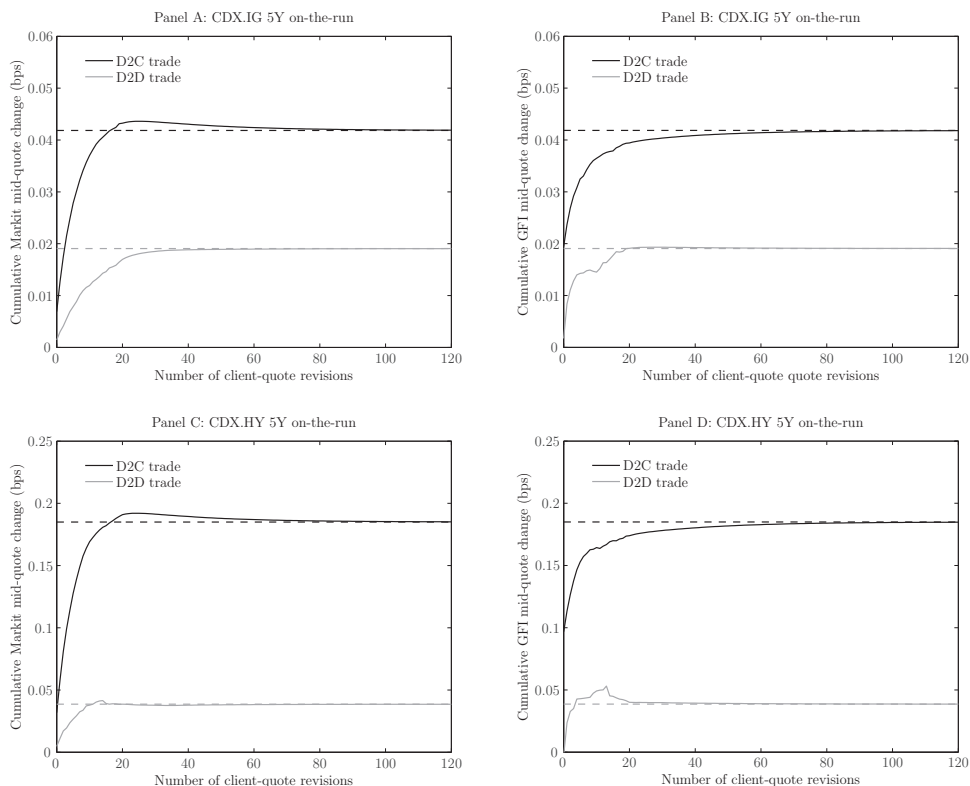 Panel A: CDX.IG 5Y on-the-run
Cumulative Markit mid-quote change (bps)
0.06
0.05
0.04
0.03
0.02
0.01
0
D2C trade
D2D trade
0 20 40 60 80 100 120
Number of client-quote revisions
Panel B: CDX.IG 5Y on-the-run
Cumulative GFI mid-quote change (bps)
0.06
0.05
0.04
0.03
0.02
0.01
0
D2C trade
D2D trade
0 20 40 60 80 100 120
Number of client-quote quote revisions
Panel C: CDX.HY 5Y on-the-run
Cumulative Markit mid-quote change (bps)
0.25
0.2
0.15
0.1
0.05
0
D2C trade
D2D trade
0 20 40 60 80 100 120
Number of client-quote revisions
Panel D: CDX.HY 5Y on-the-run
Cumulative GFI mid-quote change (bps)
0.25
0.2
0.15
0.1
0.05
0
D2C trade
D2D trade
0 20 40 60 80 100 120
Number of client-quote revisions